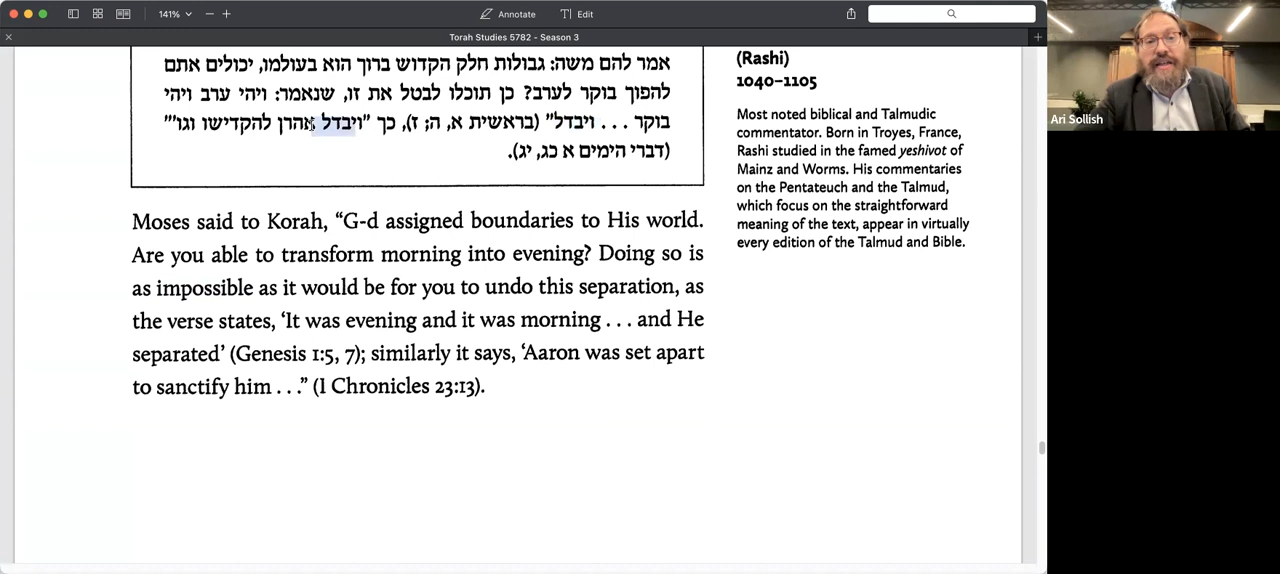 141%
Annotate
Edit
Torah Studies 5782 - Season 3
אמר להם משה: גבולות חלק הקדוש ברוך הוא בעולמו, יכולים אתם
להפוך בוקר לערב? כן תוכלו לבטל את זו, שנאמר: ויהי ערב ויהי
בוקר . . . ויבדל" (בראשית א, ה; ז), כך "ויבדל אהרן להקדישו וגו'"
(דברי הימים א כג, יג).
Moses said to Korah, “G-d assigned boundaries to His world.
Are you able to transform morning into evening? Doing so is
as impossible as it would be for you to undo this separation, as
the verse states, ‘It was evening and it was morning . . . and He
separated’ (Genesis 1:5, 7); similarly it says, ‘Aaron was set apart
to sanctify him . . .” (I Chronicles 23:13).
(Rashi)
1040–1105
Most noted biblical and Talmudic
commentator. Born in Troyes, France,
Rashi studied in the famed yeshivot of
Mainz and Worms. His commentaries
on the Pentateuch and the Talmud,
which focus on the straightforward
meaning of the text, appear in virtually
every edition of the Talmud and Bible.
Ari Sollish